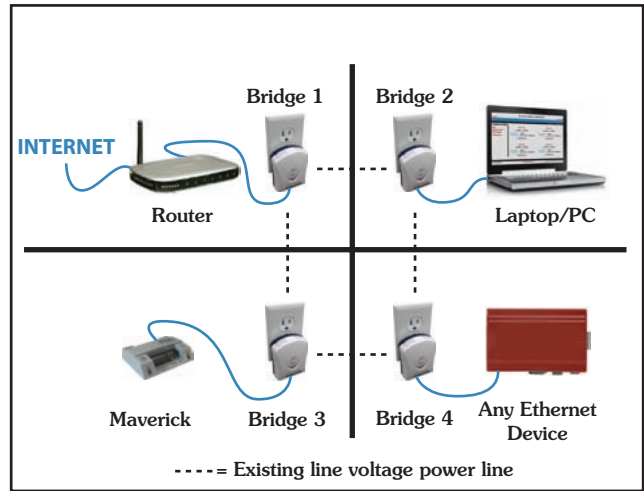 Bridge 1
Bridge 2
INTERNET
Router
Laptop/PC
Maverick
Bridge 3
Bridge 4
Any Ethernet
Device
---- = Existing line voltage power line